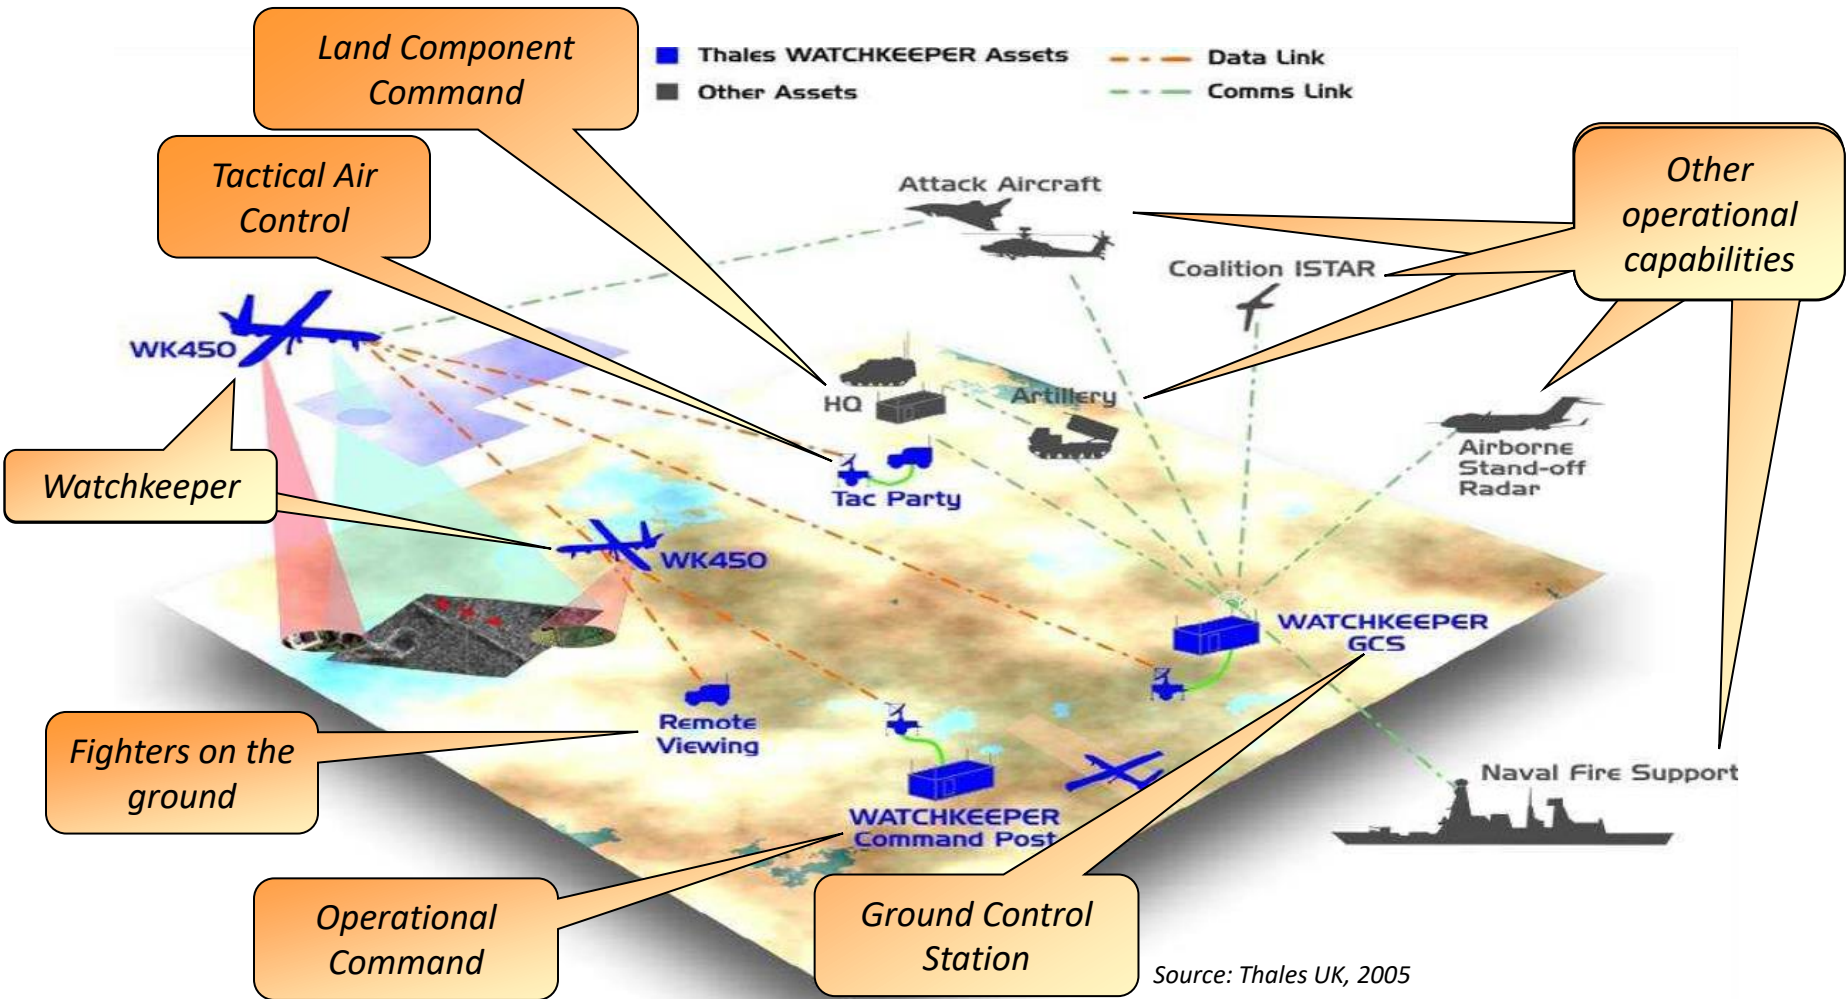 Land Component
Command
Thales WATCHKEEPER Assets
Data Link
Other Assets
Comms Link
Tactical Air
Control
Other
operational
capabilities
Attack Aircraft
Coalition ISTAR
WK450
HQ
Artillery
Airborne
Stand-off
Radar
Watchkeeper
Tac Party
WK450
WATCHKEEPER
GCS
Remote
Viewing
Fighters on the
ground
Naval Fire Support
WATCHKEEPER
Command Post
Operational
Command
Ground Control
Station
Source: Thales UK, 2005